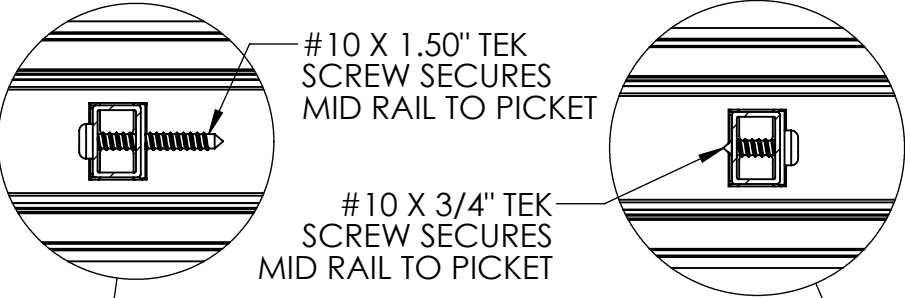 #10 X 1.50" TEK
SCREW SECURES
MID RAIL TO PICKET
#10 X 3/4" TEK
SCREW SECURES
MID RAIL TO PICKET